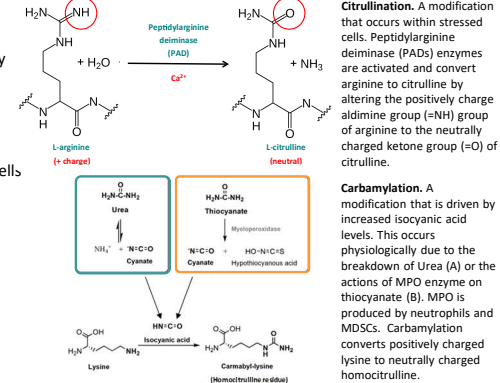 H₂N
NH
Peptidylarginine
deiminase
(PAD)
H₂N
O
NH
+ H₂O
Ca²⁺
NH
+ NH₃
N
H
O
H
N
N
H
O
H
N
L-arginine
(+ charge)
L-citrulline
(neutral)
y
ells
O
H₂N-C-NH₂
Urea
NH₄⁺ + ⁻N=C=O
Cyanate
O
H₂N-C-NH₂
Thiocyanate
Myeloperoxidase
⁻N=C=O + HO-N=C=S
Cyanate Hypothiocyanous acid
HN=C=O
Isocyanic acid
O OH
H₂N NH₂
Lysine
O OH
O
H₂N N NH₂
H
Carmabyl-lysine
(Homocitrulline residue)
Citrullination. A modification
that occurs within stressed
cells. Peptidylarginine
deiminase (PADs) enzymes
are activated and convert
arginine to citrulline by
altering the positively charge
aldimine group (=NH) group
of arginine to the neutrally
charged ketone group (=O) of
citrulline.
Carbamylation. A
modification that is driven by
increased isocyanic acid
levels. This occurs
physiologically due to the
breakdown of Urea (A) or the
actions of MPO enzyme on
thiocyanate (B). MPO is
produced by neutrophils and
MDSCs. Carbamylation
converts positively charged
lysine to neutrally charged
homocitrulline.